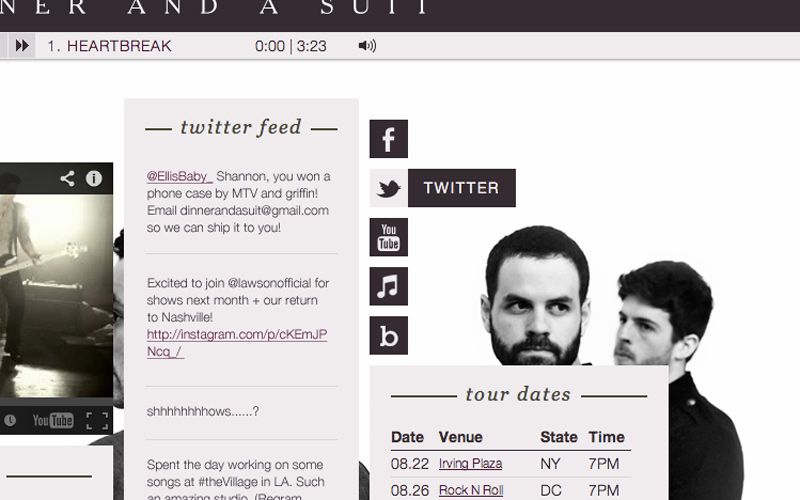 NER AND A SUIT
1. HEARTBREAK 0:00 | 3:23
twitter feed
@EllisBaby_ Shannon, you won a
phone case by MTV and griffin!
Email dinnerandasuit@gmail.com
so we can ship it to you!
Excited to join @lawsonofficial for
shows next month + our return
to Nashville!
http://instagram.com/p/cKEmJP
Ncq_/
shhhhhhhhows......?
Spent the day working on some
songs at #theVillage in LA. Such
an amazing studio. (Regram
f
TWITTER
You
Tube
b
YouTube
tour dates
Date Venue State Time
08.22 Irving Plaza NY 7PM
08.26 Rock N Roll DC 7PM